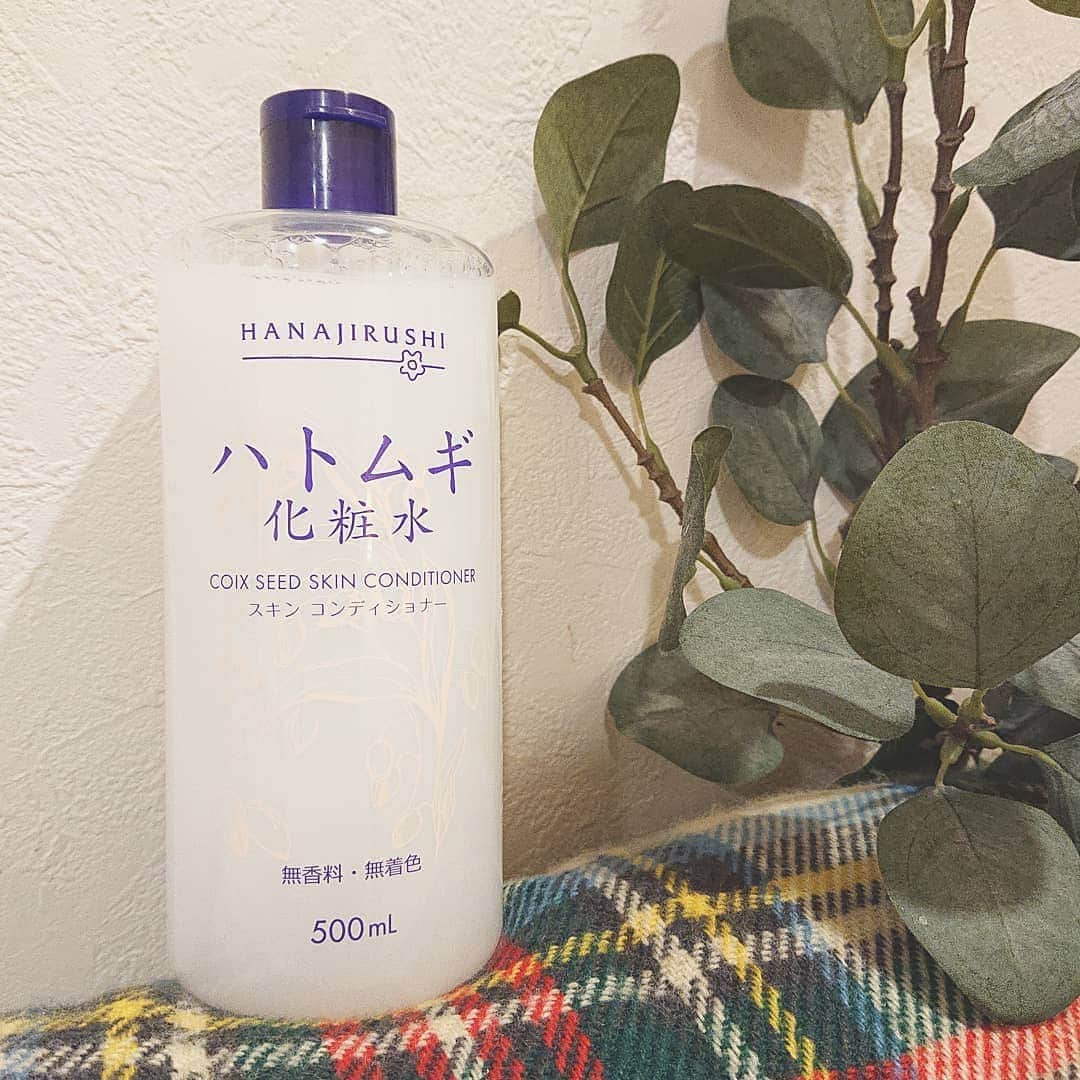 HANAJIRUSHI
ハトムギ
化粧水
COIX SEED SKIN CONDITIONER
スキン コンディショナー
無香料・無着色
500mL